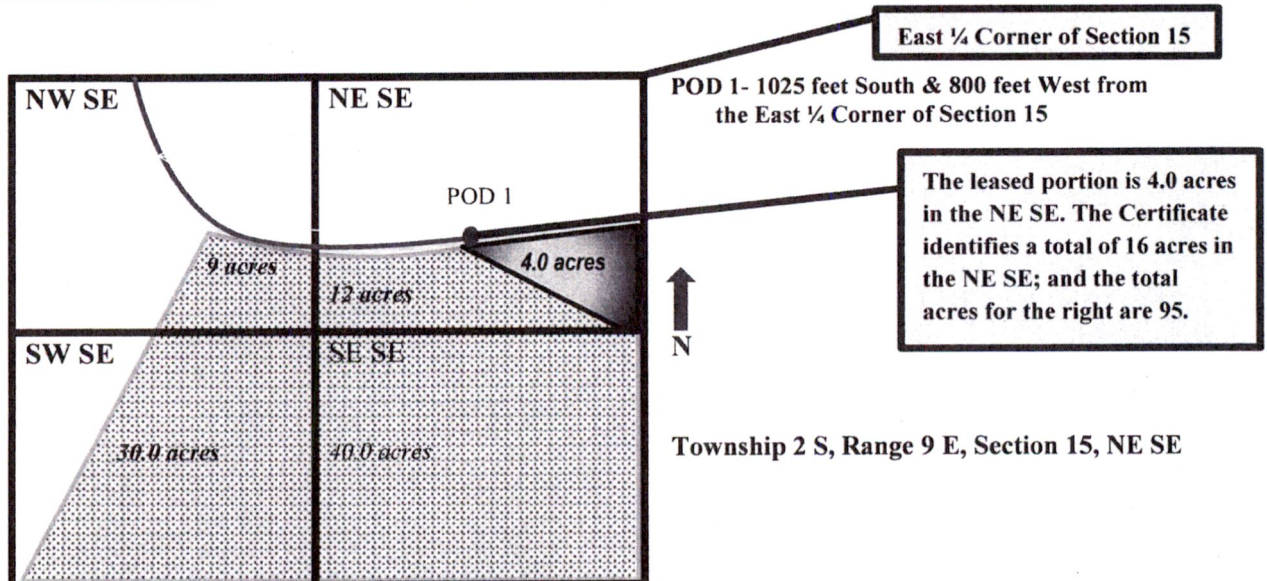 East ¼ Corner of Section 15
POD 1- 1025 feet South & 800 feet West from
the East ¼ Corner of Section 15
NW SE
NE SE
POD 1
The leased portion is 4.0 acres
in the NE SE. The Certificate
identifies a total of 16 acres in
the NE SE; and the total
acres for the right are 95.
9 acres
4.0 acres
12 acres
N
SW SE
SE SE
30.0 acres
40.0 acres
Township 2 S, Range 9 E, Section 15, NE SE